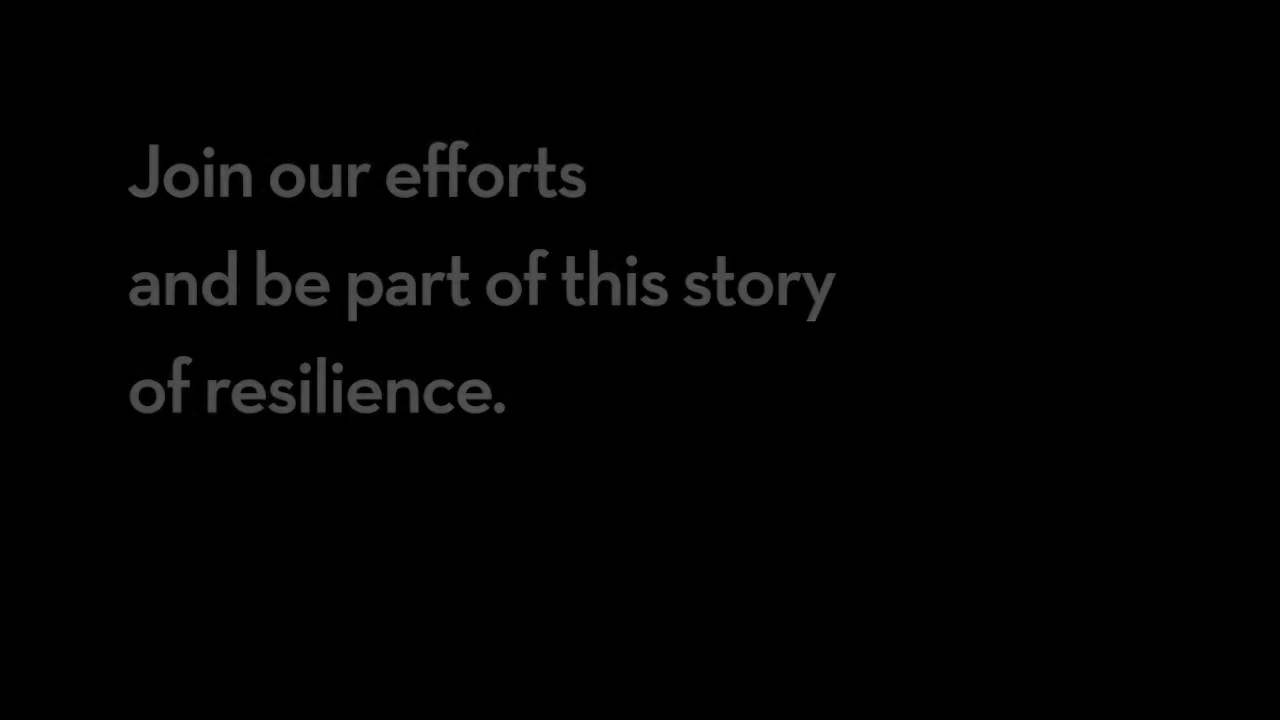 Join our efforts
and be part of this story
of resilience.